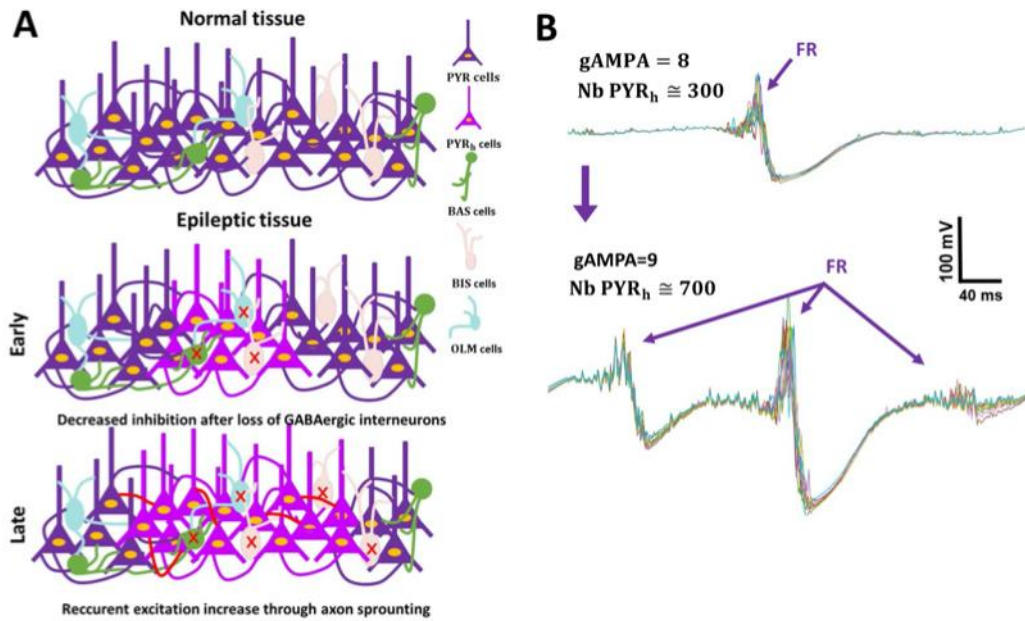 A
Normal tissue
PYR cells
PYRh cells
BAS cells
BIS cells
OLM cells
Epileptic tissue
Early
x
x
x
Decreased inhibition after loss of GABAergic interneurons
Late
x
x
x
x
x
Reccurent excitation increase through axon sprounting
B
gAMPA = 8
Nb PYRh ≅ 300
FR
gAMPA=9
Nb PYRh ≅ 700
FR
100 mV
40 ms